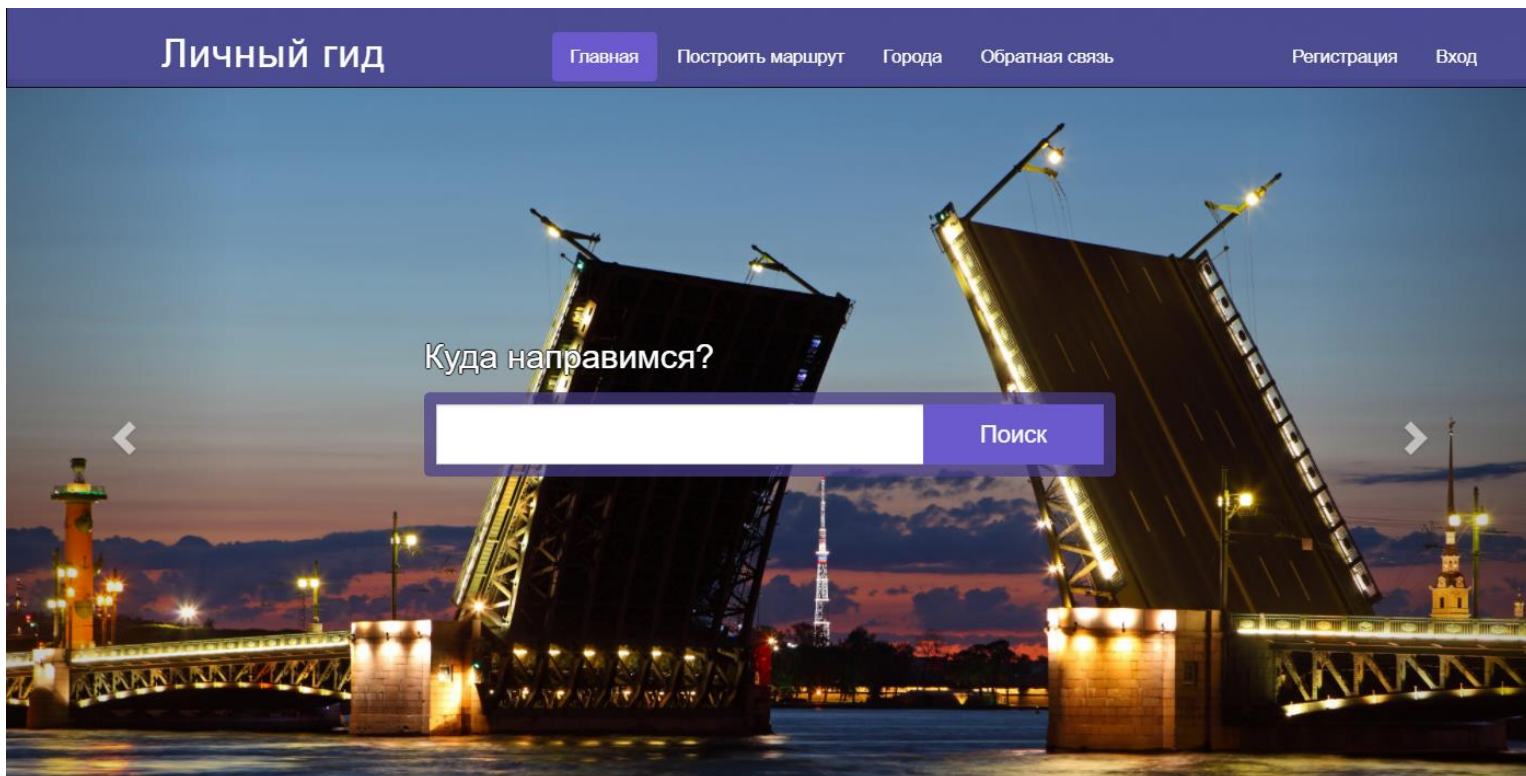 Личный гид
Главная Построить маршрут Города Обратная связь Регистрация Вход
Куда направимся?
Поиск